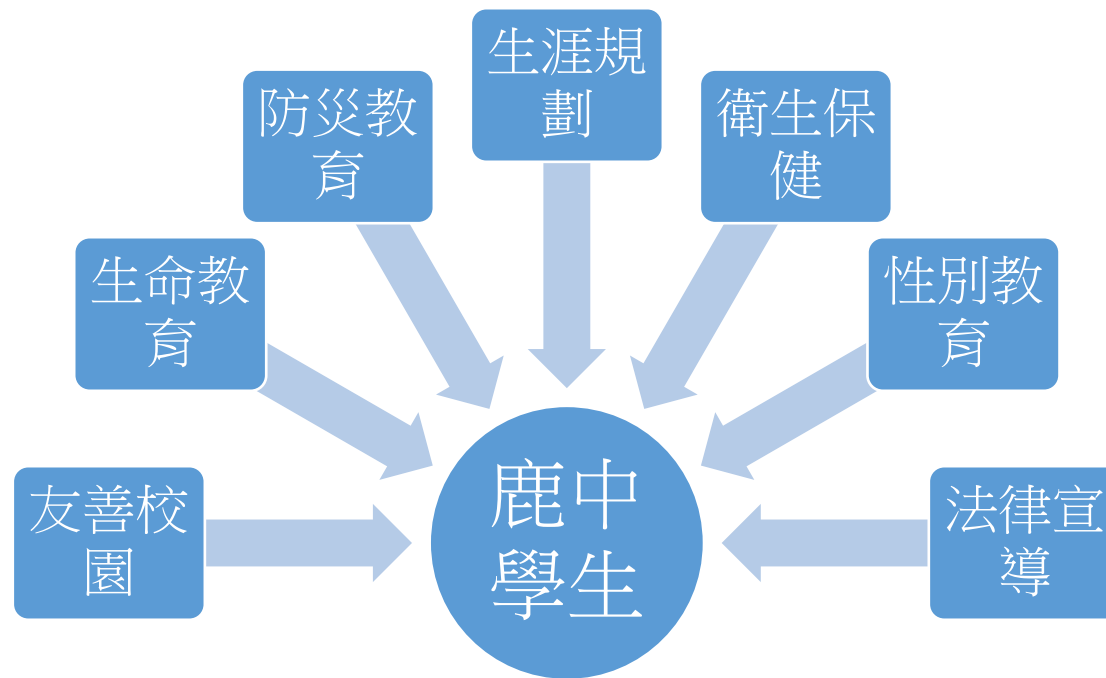 生涯規
劃
防災教
育
衛生保
健
生命教
育
性別教
育
友善校
園
鹿中
學生
法律宣
導